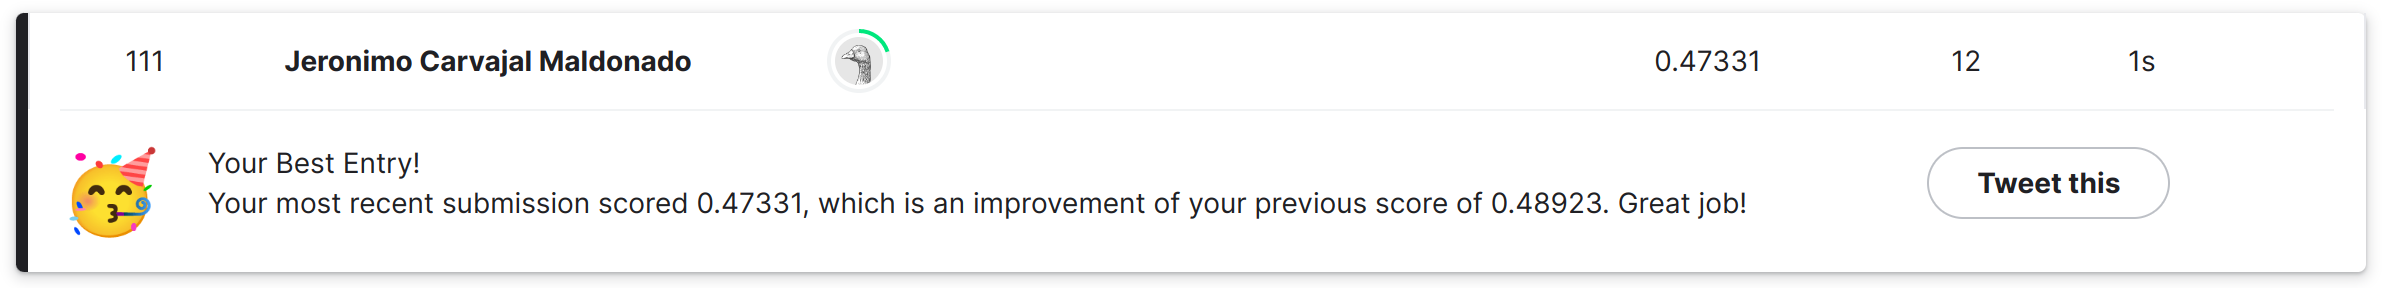 111 Jeronimo Carvajal Maldonado 0.47331 12 1s
Your Best Entry!
Your most recent submission scored 0.47331, which is an improvement of your previous score of 0.48923. Great job!
Tweet this